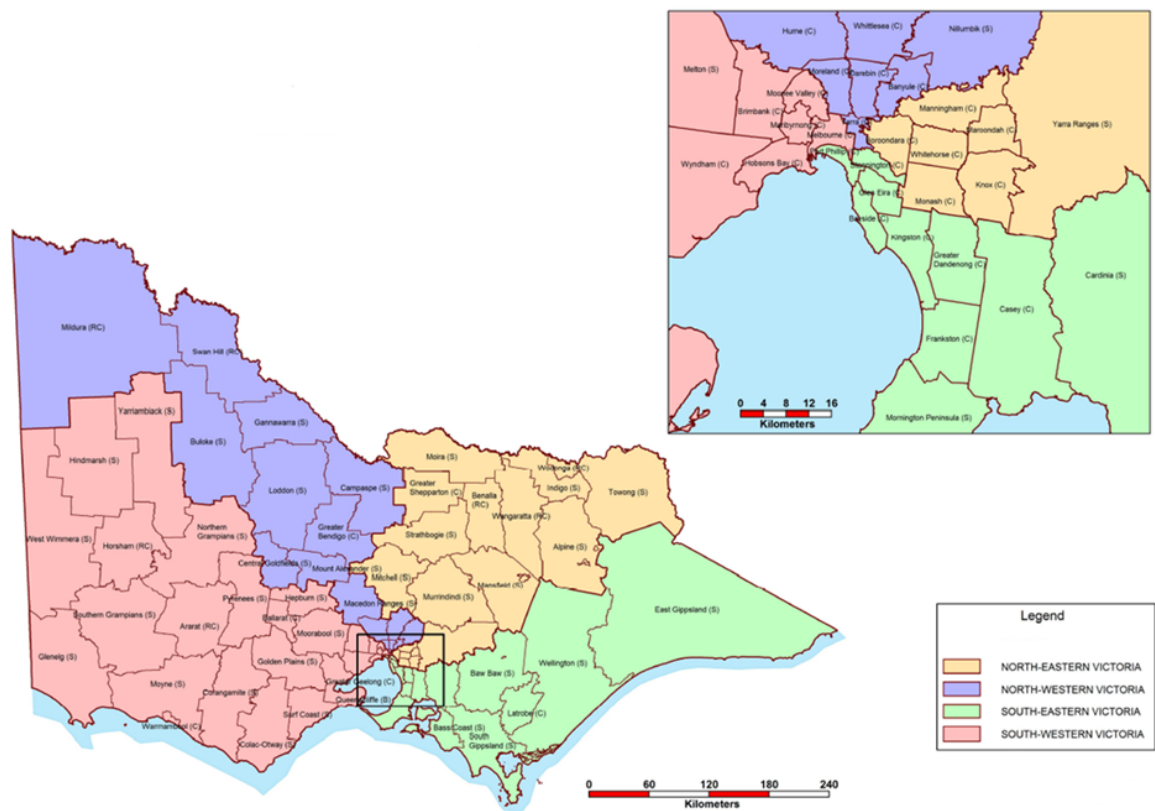 Hume (C)
Whittlesea (C)
Nillumbik (S)
Melton (S)
Moreland (C)
Darebin (C)
Banyule (C)
Moonee Valley (C)
Brimbank (C)
Manningham (C)
Maribyrnong (C)
Yarra (C)
Maroondah (C)
Yarra Ranges (S)
Melbourne (C)
Boroondara (C)
Port Phillip (C)
Whitehorse (C)
Wyndham (C)
Hobsons Bay (C)
Stonnington (C)
Knox (C)
Glen Eira (C)
Monash (C)
Bayside (C)
Kingston (C)
Greater
Dandenong (C)
Cardinia (S)
Casey (C)
Frankston (C)
Mornington Peninsula (S)
0 4 8 12 16
Kilometers
Mildura (RC)
Swan Hill (RC)
Yarriambiack (S)
Gannawarra (S)
Buloke (S)
Hindmarsh (S)
Moira (S)
Wodonga (RC)
Loddon (S)
Campaspe (S)
Greater
Shepparton (C)
Benalla
(RC)
Indigo (S)
Towong (S)
Wangaratta (RC)
Greater
Bendigo (C)
Strathbogie (S)
Northern
Grampians (S)
West Wimmera (S)
Horsham (RC)
Alpine (S)
Central Goldfields (S)
Mount Alexander (S)
Mitchell (S)
Mansfield (S)
Pyrenees (S)
Hepburn (S)
Macedon Ranges (S)
Murrindindi (S)
Southern Grampians (S)
Ararat (RC)
Ballarat (C)
Moorabool (S)
East Gippsland (S)
Glenelg (S)
Golden Plains (S)
Wellington (S)
Moyne (S)
Corangamite (S)
Greater Geelong (C)
Baw Baw (S)
Queenscliffe (B)
Surf Coast (S)
Latrobe (C)
Warrnambool (C)
Bass Coast (S)
Colac-Otway (S)
South
Gippsland (S)
0 60 120 180 240
Kilometers
Legend
NORTH-EASTERN VICTORIA
NORTH-WESTERN VICTORIA
SOUTH-EASTERN VICTORIA
SOUTH-WESTERN VICTORIA